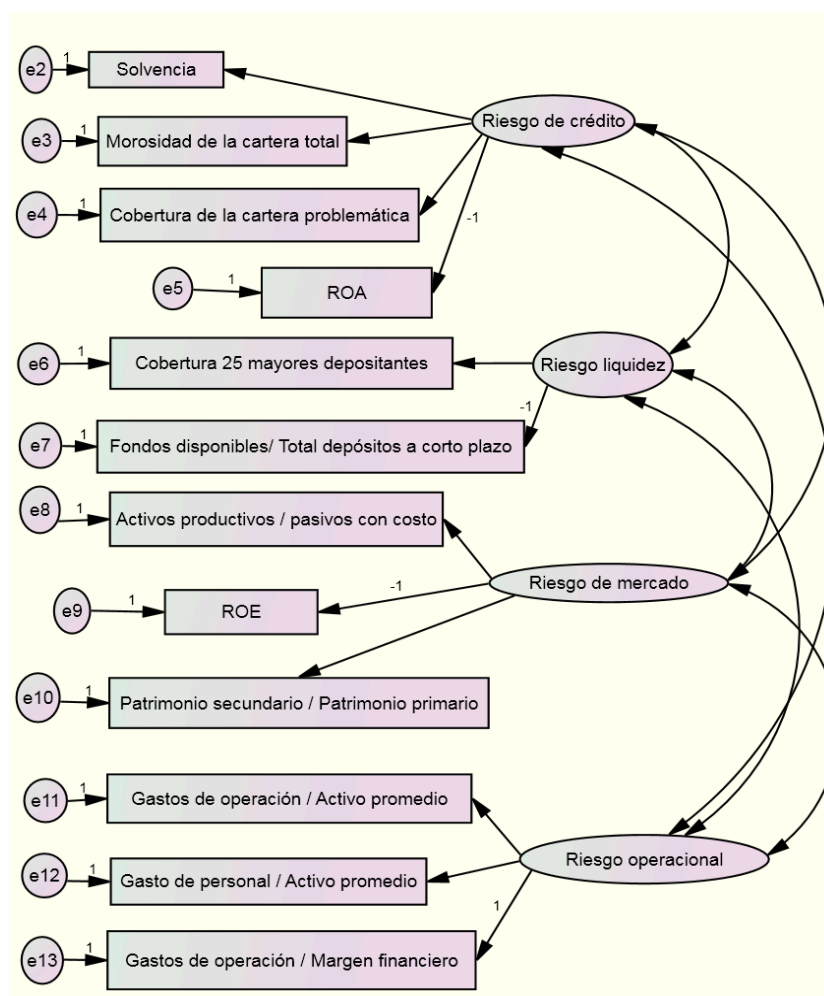 e2
1
Solvencia
Riesgo de crédito
e3
1
Morosidad de la cartera total
e4
1
Cobertura de la cartera problemática
-1
e5
1
ROA
e6
1
Cobertura 25 mayores depositantes
Riesgo liquidez
-1
e7
1
Fondos disponibles/ Total depósitos a corto plazo
e8
1
Activos productivos / pasivos con costo
Riesgo de mercado
-1
e9
1
ROE
e10
1
Patrimonio secundario / Patrimonio primario
e11
1
Gastos de operación / Activo promedio
Riesgo operacional
e12
1
Gasto de personal / Activo promedio
1
e13
1
Gastos de operación / Margen financiero